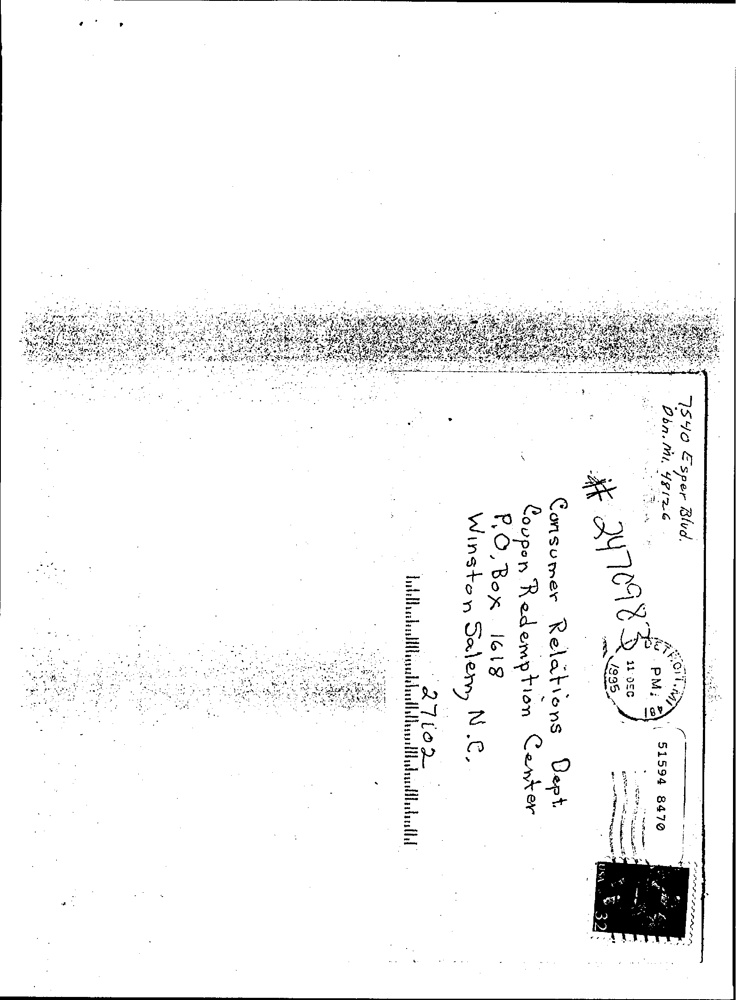 7540 Esper Blvd.
Dbn. Mi. 48126
# 2470983
DETROIT, MI 481
PM
11 DEC
1995
51594 8470
USA 32
Consumer Relations Dept.
Coupon Redemption Center
P.O, Box 1618
Winston Salem, N.C.
27102